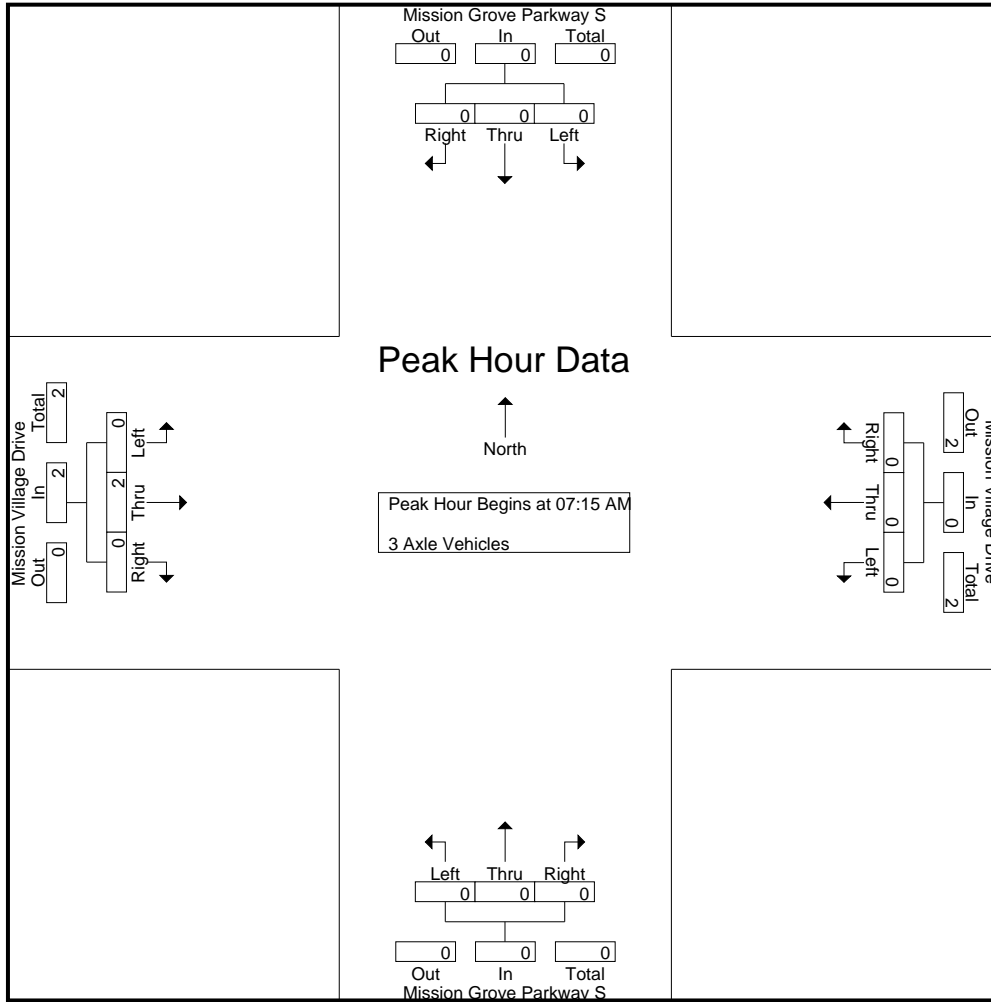 Mission Grove Parkway S
Out In Total
0 0 0
0 0 0
Right Thru Left
Peak Hour Data
North
Peak Hour Begins at 07:15 AM
3 Axle Vehicles
Mission Village Drive
Out In Total
0 2 2
Left Thru Right
0 2 0
Mission Village Drive
Out In Total
2 0 2
Right Thru Left
0 0 0
Left Thru Right
0 0 0
0 0 0
Out In Total
Mission Grove Parkway S